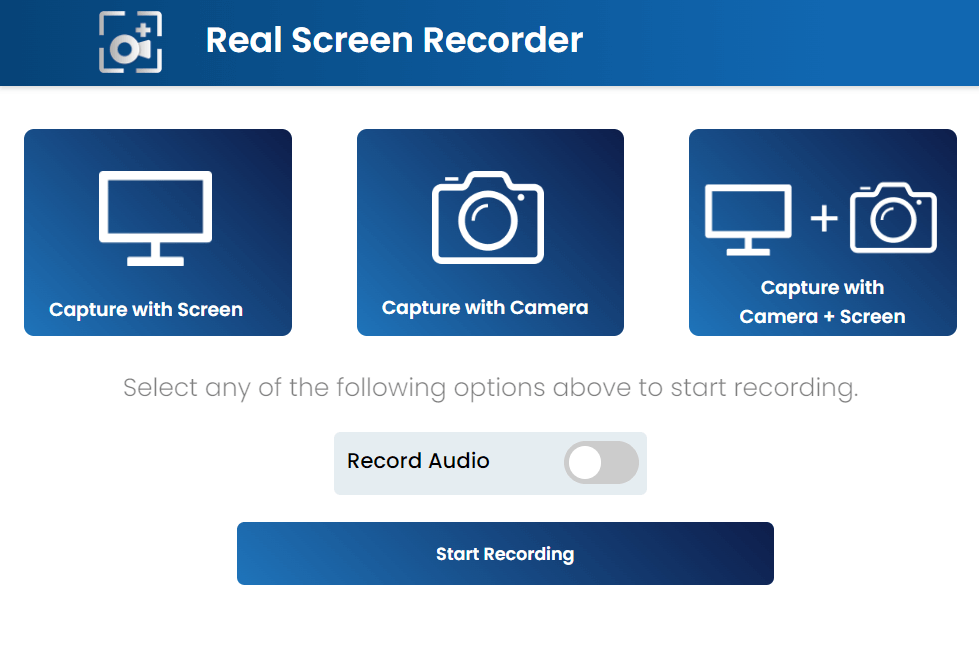 Real Screen Recorder
Capture with Screen
Capture with Camera
Capture with
Camera + Screen
Select any of the following options above to start recording.
Record Audio
Start Recording